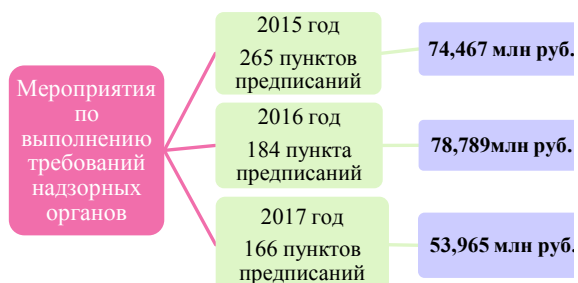 Мероприятия
по
выполнению
требований
надзорных
органов
2015 год
265 пунктов
предписаний
74,467 млн руб.
2016 год
184 пункта
предписаний
78,789млн руб.
2017 год
166 пунктов
предписаний
53,965 млн руб.